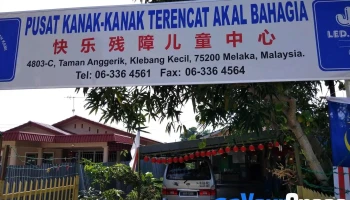 PUSAT KANAK-KANAK TERENCAT AKAL BAHAGIA
快乐残障儿童中心
4803-C, Taman Anggerik, Klebang Kecil, 75200 Melaka, Malaysia.
Tel: 06-336 4561 Fax: 06-336 4564